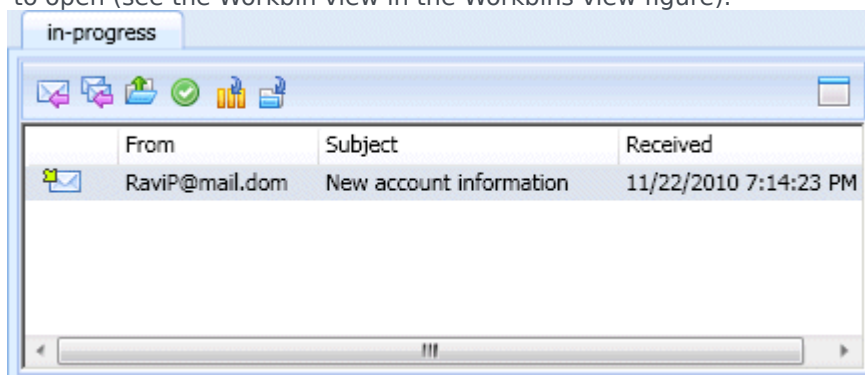 to open (see the Workbin view in the Workbins view figure).
in-progress
From Subject Received
RaviP@mail.dom New account information 11/22/2010 7:14:23 PM